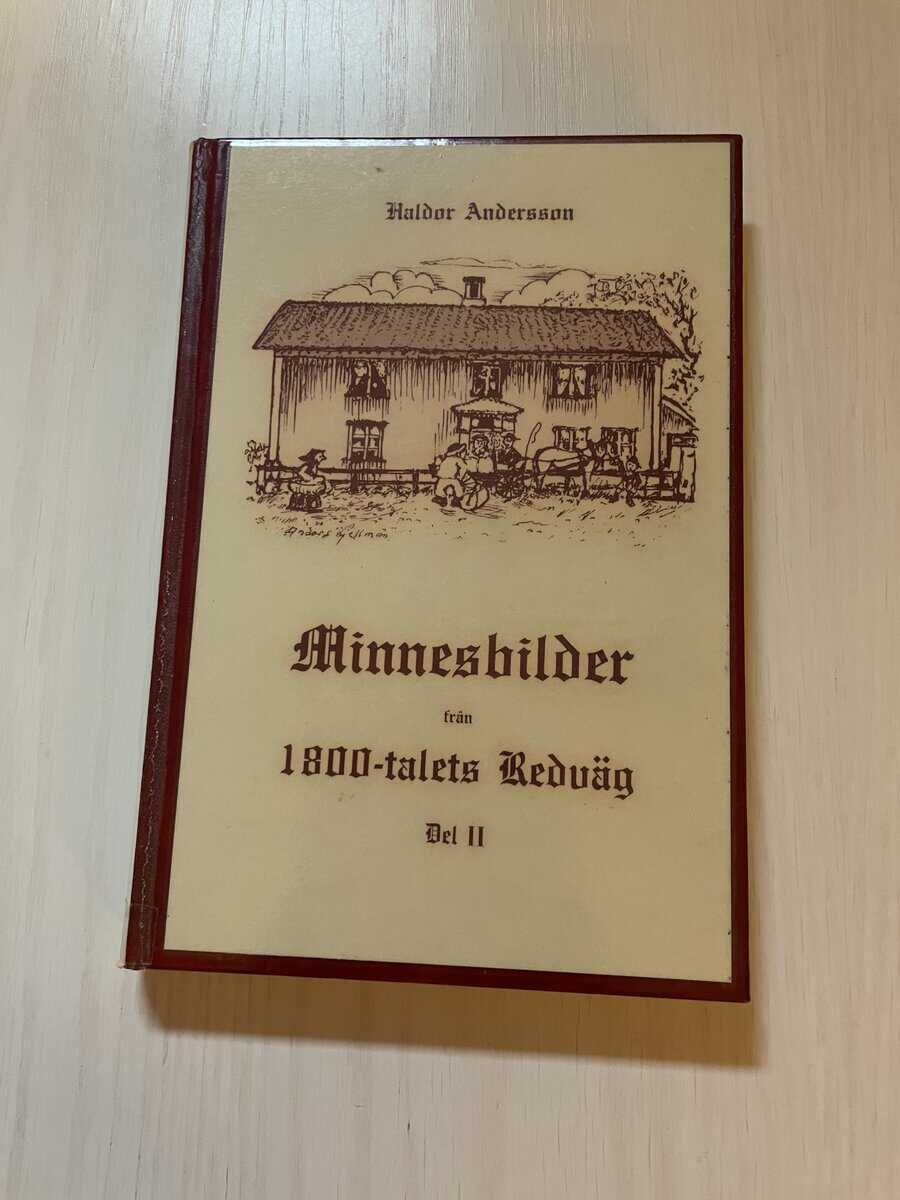 Haldor Andersson
Minnesbilder
från
1800-talets Redväg
Del II